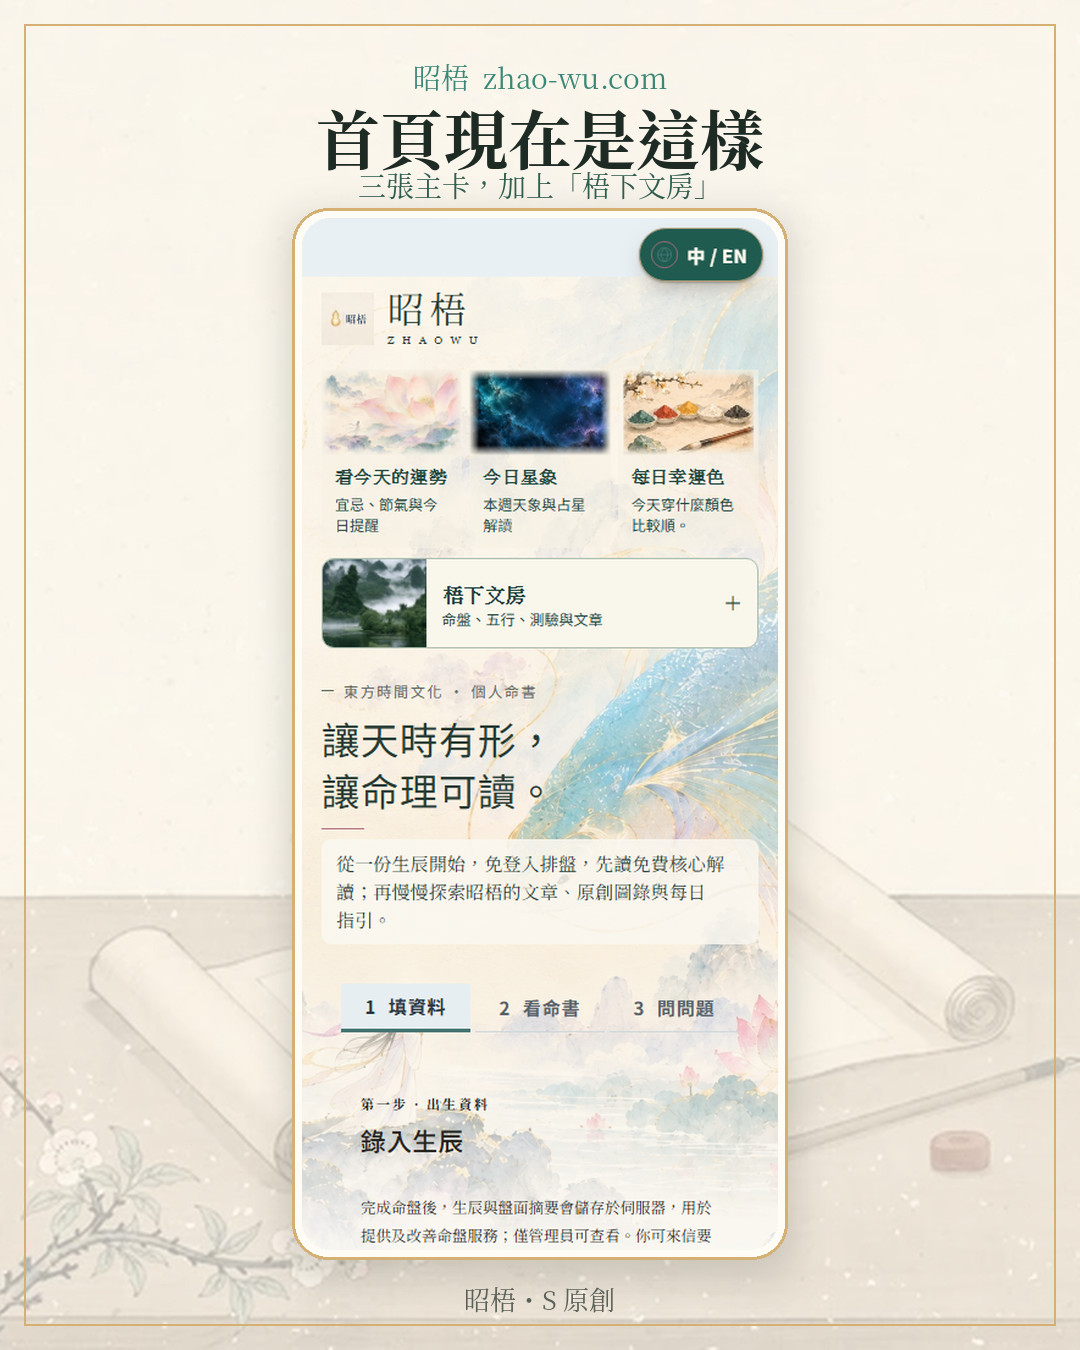 昭梧 zhao-wu.com
首頁現在是這樣
三張主卡，加上「梧下文房」
中 / EN
昭梧
昭梧
ZHAOWU
看今天的運勢
宜忌、節氣與今
日提醒
今日星象
本週天象與占星
解讀
每日幸運色
今天穿什麼顏色
比較順。
梧下文房
命盤、五行、測驗與文章
+
一 東方時間文化 · 個人命書
讓天時有形，
讓命理可讀。
從一份生辰開始，免登入排盤，先讀免費核心解
讀；再慢慢探索昭梧的文章、原創圖錄與每日
指引。
1 填資料
2 看命書
3 問問題
第一步 · 出生資料
錄入生辰
完成命盤後，生辰與盤面摘要會儲存於伺服器，用於
提供及改善命盤服務；僅管理員可查看。你可來信要
昭梧・S 原創